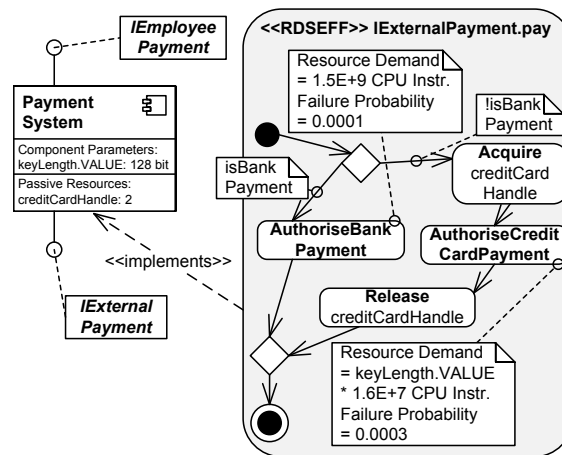 IEmployee
Payment
<<RDSEFF>> IExternalPayment.pay
Resource Demand
= 1.5E+9 CPU Instr.
Failure Probability
= 0.0001
Payment
System
Component Parameters:
keyLength.VALUE: 128 bit
Passive Resources:
creditCardHandle: 2
!isBank
Payment
isBank
Payment
Acquire
creditCard
Handle
AuthoriseBank
Payment
AuthoriseCredit
CardPayment
<<implements>>
Release
creditCardHandle
IExternal
Payment
Resource Demand
= keyLength.VALUE
* 1.6E+7 CPU Instr.
Failure Probability
= 0.0003